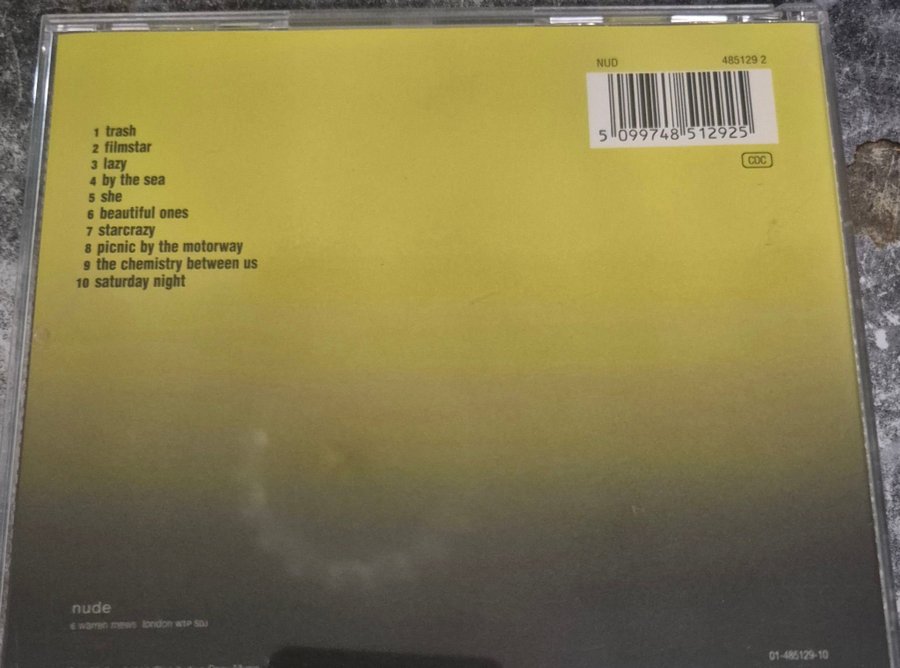 NUD 485129 2
5 099748 512925
CDC
1 trash
2 filmstar
3 lazy
4 by the sea
5 she
6 beautiful ones
7 starcrazy
8 picnic by the motorway
9 the chemistry between us
10 saturday night
nude
6 warren mews london W1P 5DJ
01-485129-10